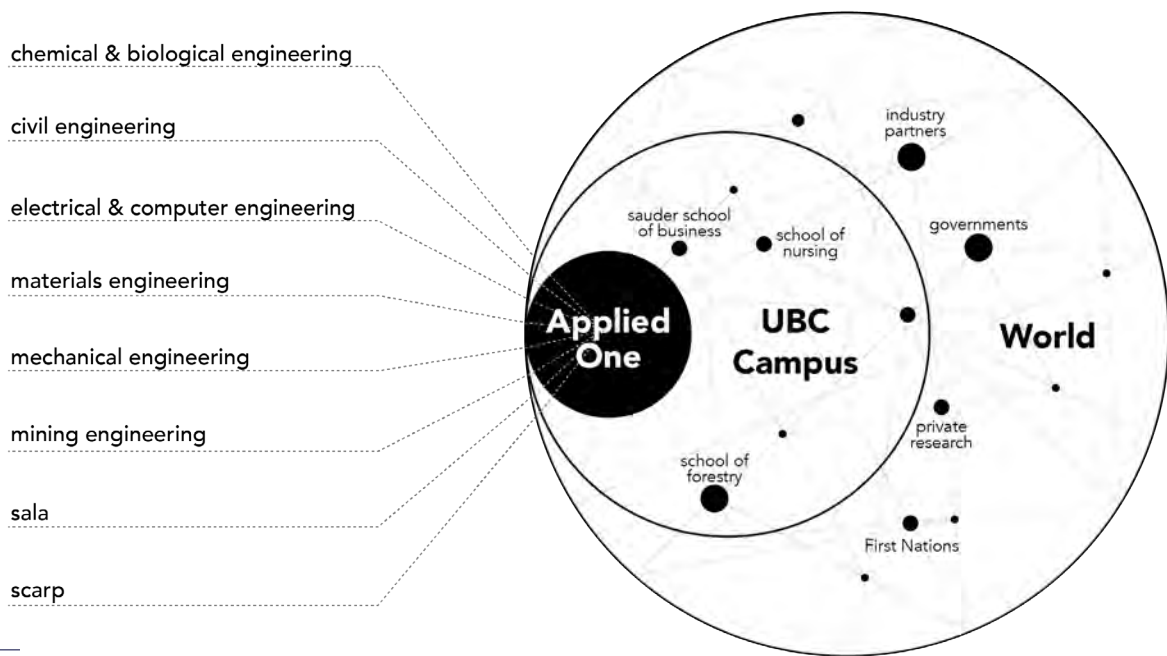 chemical & biological engineering
civil engineering
electrical & computer engineering
materials engineering
mechanical engineering
mining engineering
sala
scarp
Applied
One
sauder school
of business
school of
nursing
UBC
Campus
school of
forestry
industry
partners
governments
World
private
research
First Nations